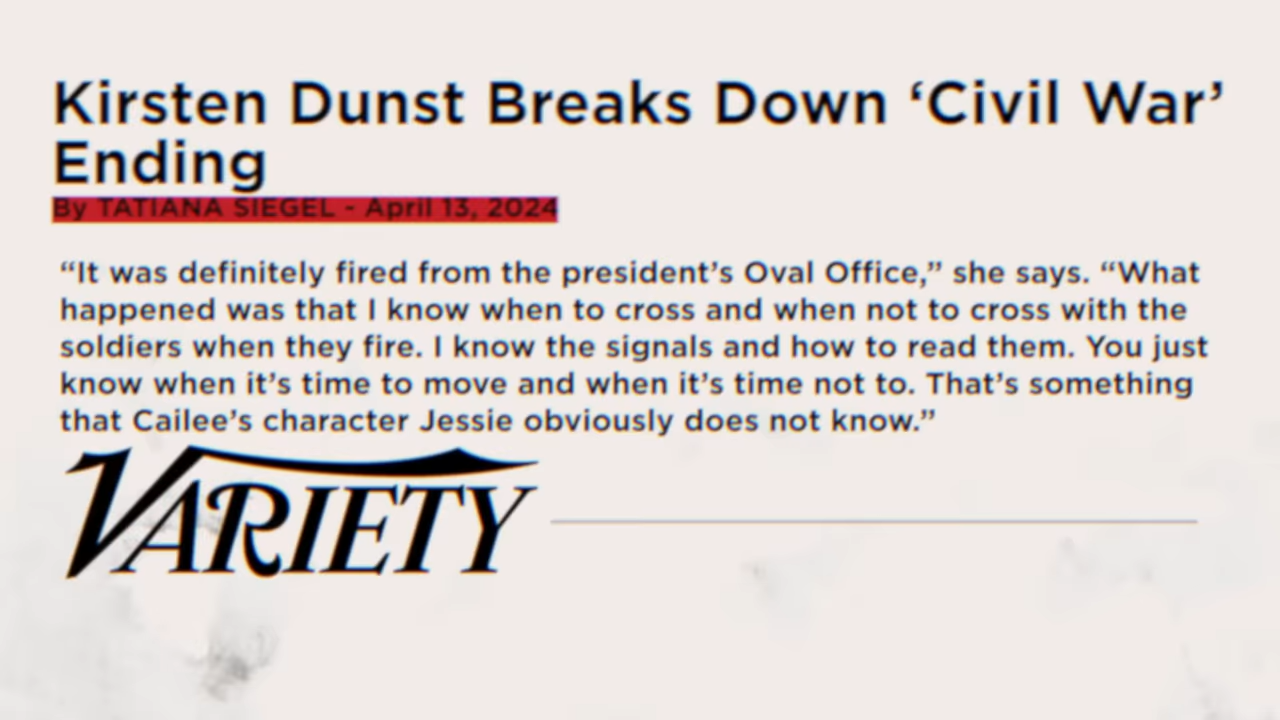 Kirsten Dunst Breaks Down ‘Civil War’
Ending
By TATIANA SIEGEL - April 13, 2024
“It was definitely fired from the president’s Oval Office,” she says. “What
happened was that I know when to cross and when not to cross with the
soldiers when they fire. I know the signals and how to read them. You just
know when it’s time to move and when it’s time not to. That’s something
that Cailee’s character Jessie obviously does not know.”
VARIETY